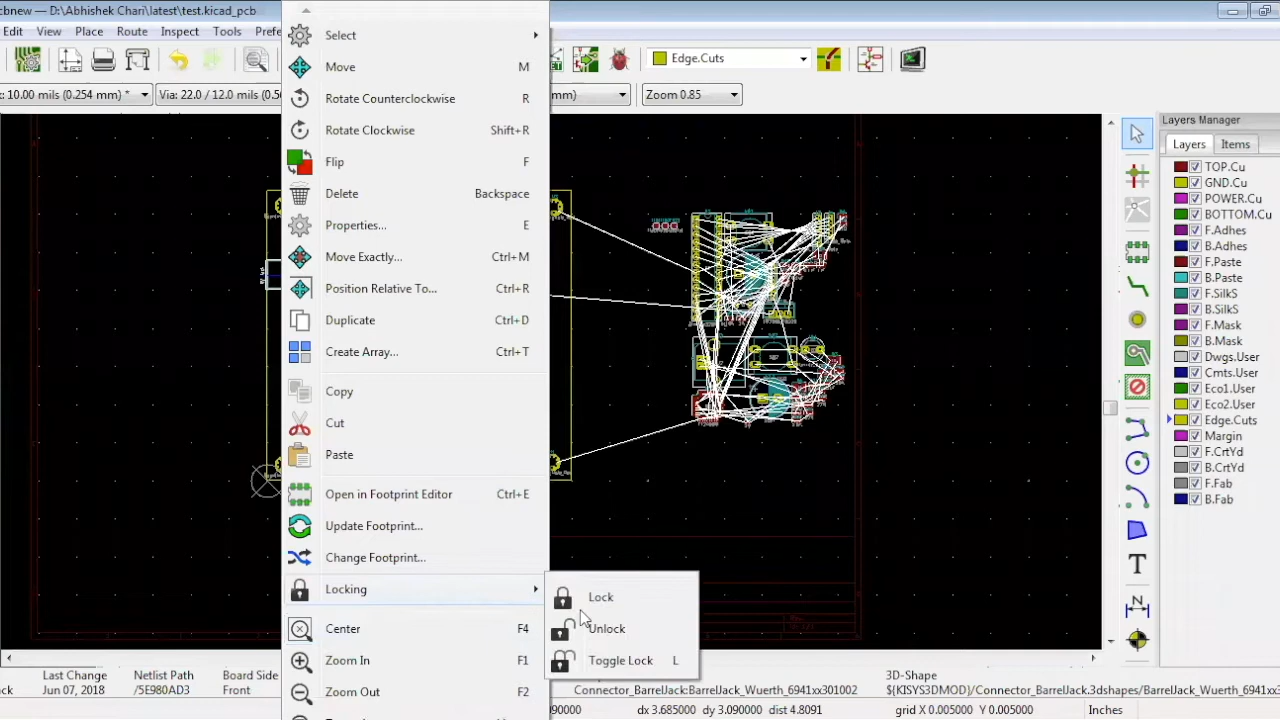 cbnew — D:\Abhishek Chari\latest\test.kicad_pcb
Edit View Place Route Inspect Tools Prefe
Edge.Cuts
x: 10.00 mils (0.254 mm) *
Via: 22.0 / 12.0 mils (0.5
mm)
Zoom 0.85
Select
Move M
Rotate Counterclockwise R
Rotate Clockwise Shift+R
Flip F
Delete Backspace
Properties... E
Move Exactly... Ctrl+M
Position Relative To... Ctrl+R
Duplicate Ctrl+D
Create Array... Ctrl+T
Copy
Cut
Paste
Open in Footprint Editor Ctrl+E
Update Footprint...
Change Footprint...
Locking
Center F4
Zoom In F1
Zoom Out F2
Lock
Unlock
Toggle Lock L
Layers Manager
Layers Items
TOP.Cu
GND.Cu
POWER.Cu
BOTTOM.Cu
F.Adhes
B.Adhes
F.Paste
B.Paste
F.SilkS
B.SilkS
F.Mask
B.Mask
Dwgs.User
Cmts.User
Eco1.User
Eco2.User
Edge.Cuts
Margin
F.CrtYd
B.CrtYd
F.Fab
B.Fab
Last Change Netlist Path Board Side
Jun 07, 2018 /5E980AD3 Front
3D-Shape
Connector_BarrelJack:BarrelJack_Wuerth_6941xx301002
${KISYS3DMOD}/Connector_BarrelJack.3dshapes/BarrelJack_Wuerth_6941xx30
dx 3.685000 dy 3.090000 dist 4.8091
grid X 0.005000 Y 0.005000
Inches